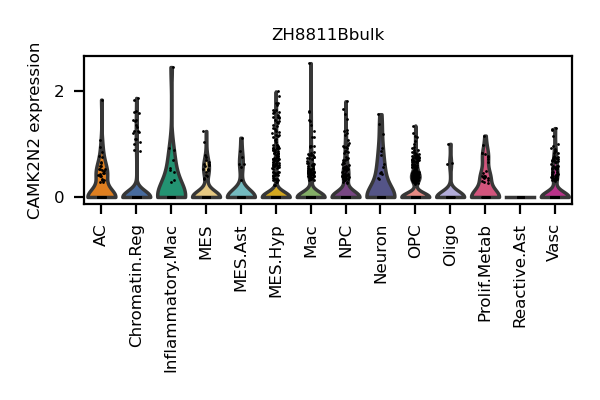 ZH8811Bbulk
CAMK2N2 expression
2
0
AC
Chromatin.Reg
Inflammatory.Mac
MES
MES.Ast
MES.Hyp
Mac
NPC
Neuron
OPC
Oligo
Prolif.Metab
Reactive.Ast
Vasc